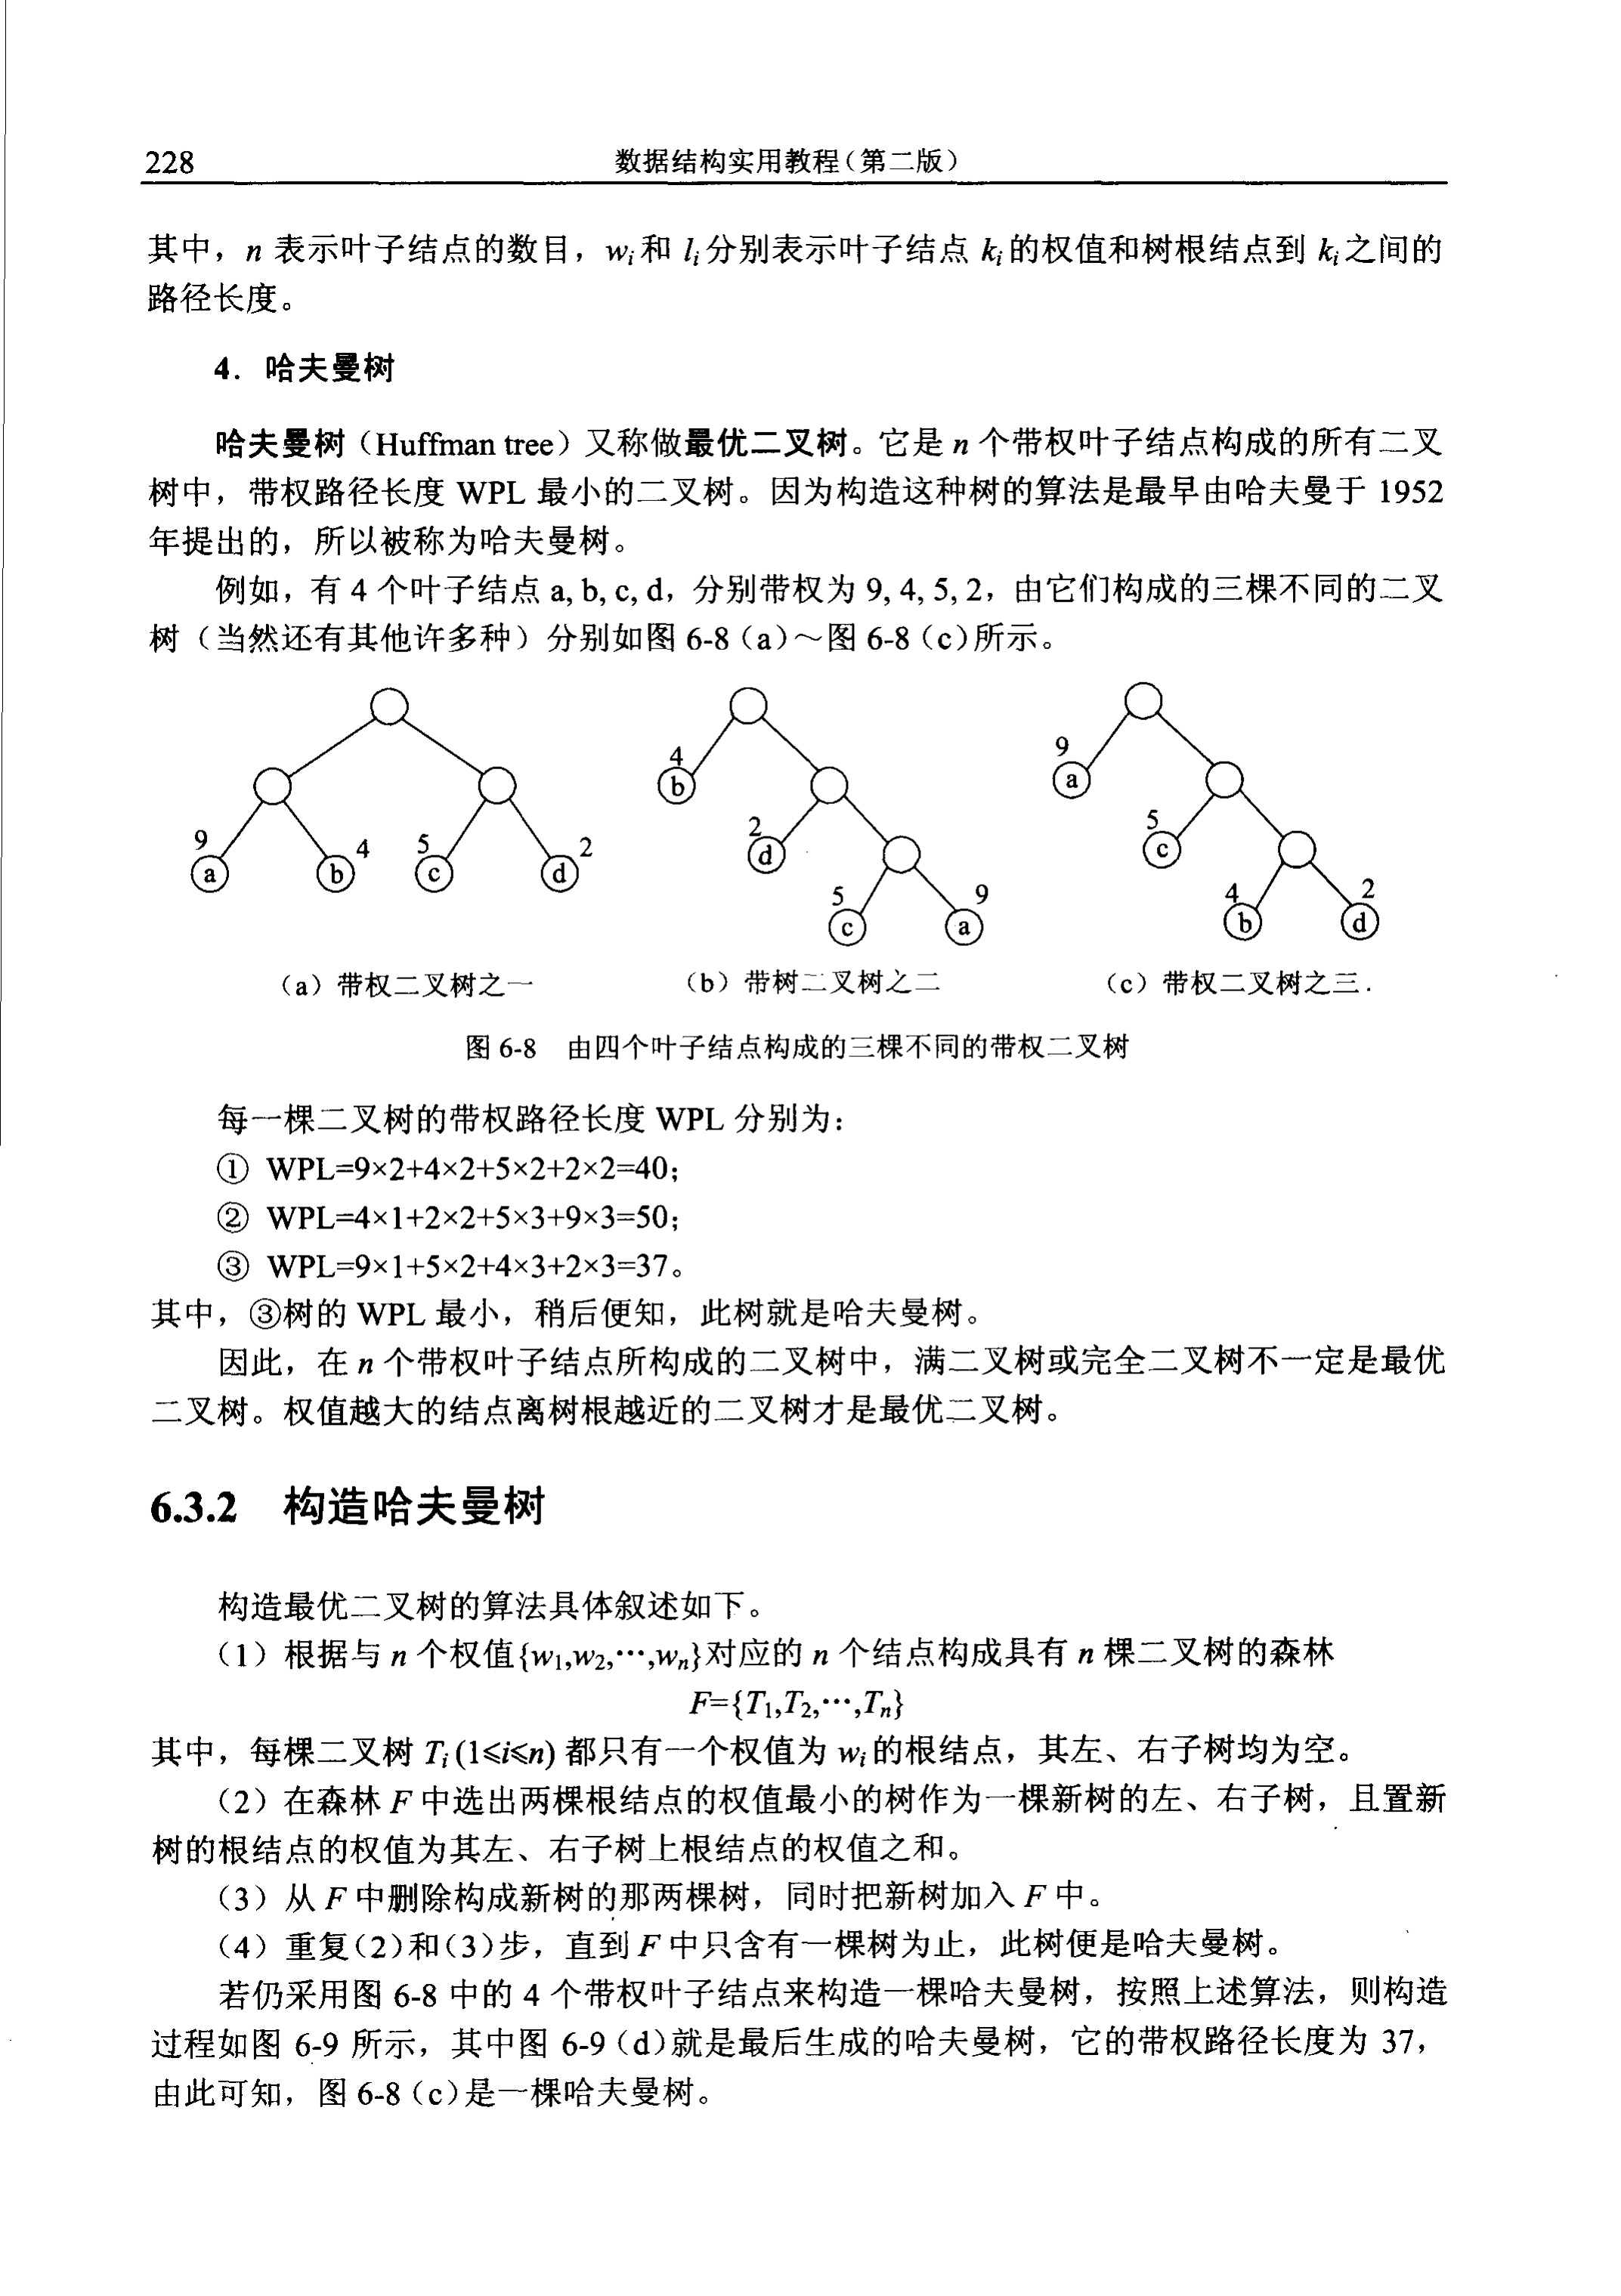 228 数据结构实用教程(第二版)
其中，n 表示叶子结点的数目，wi和 li分别表示叶子结点 ki的权值和树根结点到 ki之间的
路径长度。
4．哈夫曼树
哈夫曼树（Huffman tree）又称做最优二叉树。它是 n 个带权叶子结点构成的所有二叉
树中，带权路径长度 WPL 最小的二叉树。因为构造这种树的算法是最早由哈夫曼于 1952
年提出的，所以被称为哈夫曼树。
例如，有 4 个叶子结点 a, b, c, d，分别带权为 9, 4, 5, 2，由它们构成的三棵不同的二叉
树（当然还有其他许多种）分别如图 6-8（a）～图 6-8（c）所示。
9 a b 4 5 c d 2
4 b 2 d 5 c 9 a
9 a 5 c 4 b 2 d
（a）带权二叉树之一 （b）带树二叉树之二 （c）带权二叉树之三.
图 6-8 由四个叶子结点构成的三棵不同的带权二叉树
每一棵二叉树的带权路径长度 WPL 分别为：
① WPL=9×2+4×2+5×2+2×2=40；
② WPL=4×1+2×2+5×3+9×3=50；
③ WPL=9×1+5×2+4×3+2×3=37。
其中，③树的 WPL 最小，稍后便知，此树就是哈夫曼树。
因此，在 n 个带权叶子结点所构成的二叉树中，满二叉树或完全二叉树不一定是最优
二叉树。权值越大的结点离树根越近的二叉树才是最优二叉树。
6.3.2 构造哈夫曼树
构造最优二叉树的算法具体叙述如下。
（1）根据与 n 个权值{w1,w2,…,wn}对应的 n 个结点构成具有 n 棵二叉树的森林
F={T1,T2,…,Tn}
其中，每棵二叉树 Ti (1≤i≤n) 都只有一个权值为 wi的根结点，其左、右子树均为空。
（2）在森林 F 中选出两棵根结点的权值最小的树作为一棵新树的左、右子树，且置新
树的根结点的权值为其左、右子树上根结点的权值之和。
（3）从 F 中删除构成新树的那两棵树，同时把新树加入 F 中。
（4）重复(2)和(3)步，直到 F 中只含有一棵树为止，此树便是哈夫曼树。
若仍采用图 6-8 中的 4 个带权叶子结点来构造一棵哈夫曼树，按照上述算法，则构造
过程如图 6-9 所示，其中图 6-9（d）就是最后生成的哈夫曼树，它的带权路径长度为 37，
由此可知，图 6-8（c）是一棵哈夫曼树。